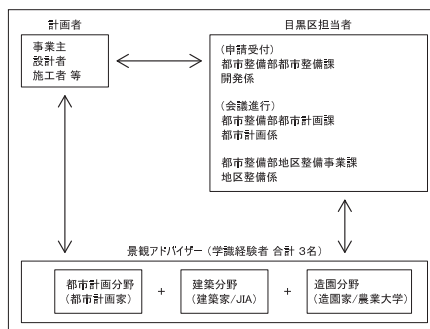 計画者
事業主
設計者
施工者 等
目黒区担当者
(申請受付)
都市整備部都市整備課
開発係
(会議進行)
都市整備部都市計画課
都市計画係
都市整備部地区整備事業課
地区整備係
景観アドバイザー (学識経験者 合計 3名)
都市計画分野
(都市計画家)
+
建築分野
(建築家/JIA)
+
造園分野
(造園家/農業大学)